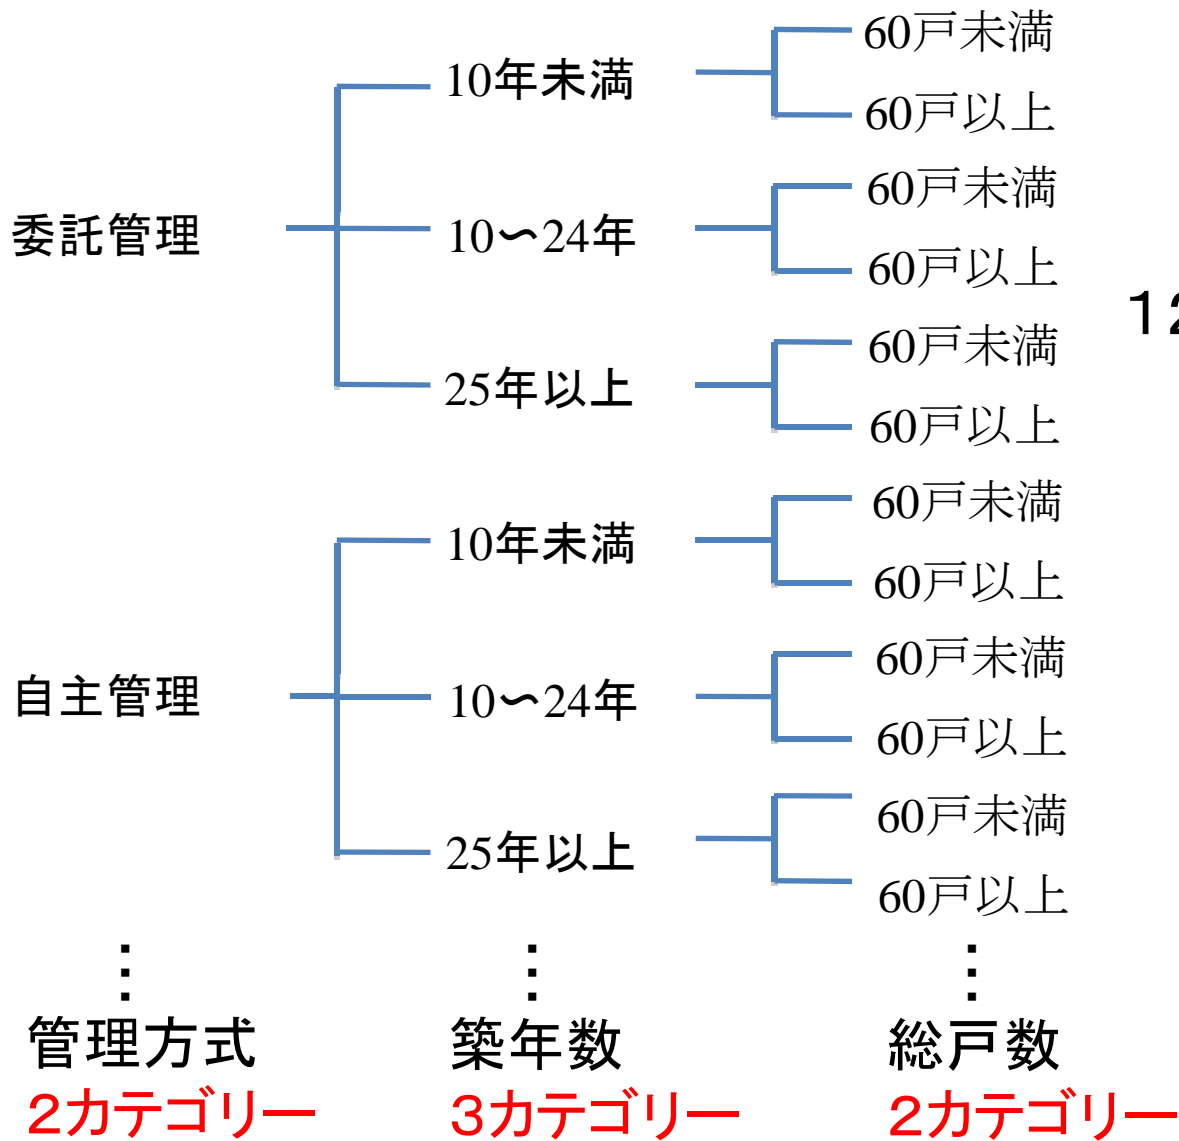 60戸未満
10年未満
60戸以上
60戸未満
委託管理
10〜24年
60戸以上
12
60戸未満
25年以上
60戸以上
60戸未満
10年未満
60戸以上
60戸未満
自主管理
10〜24年
60戸以上
60戸未満
25年以上
60戸以上
管理方式 築年数 総戸数
2カテゴリー 3カテゴリー 2カテゴリー